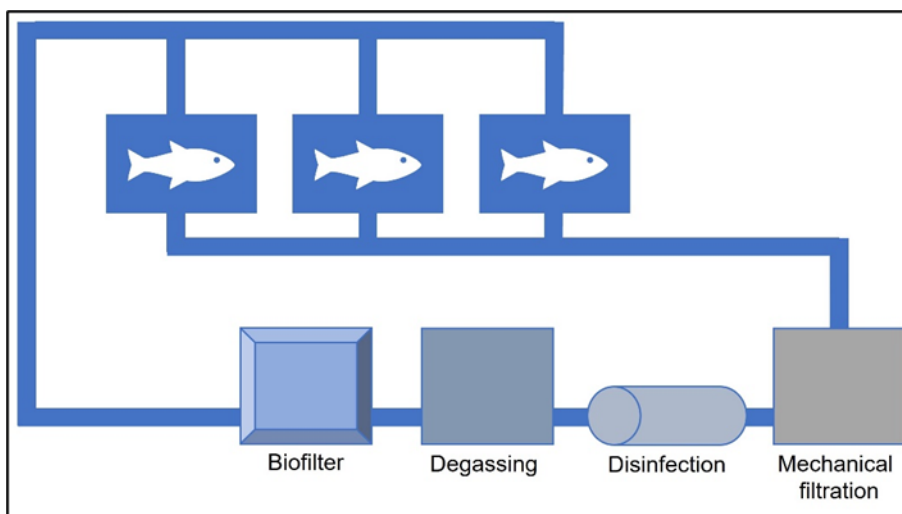 Biofilter
Degassing
Disinfection
Mechanical
filtration